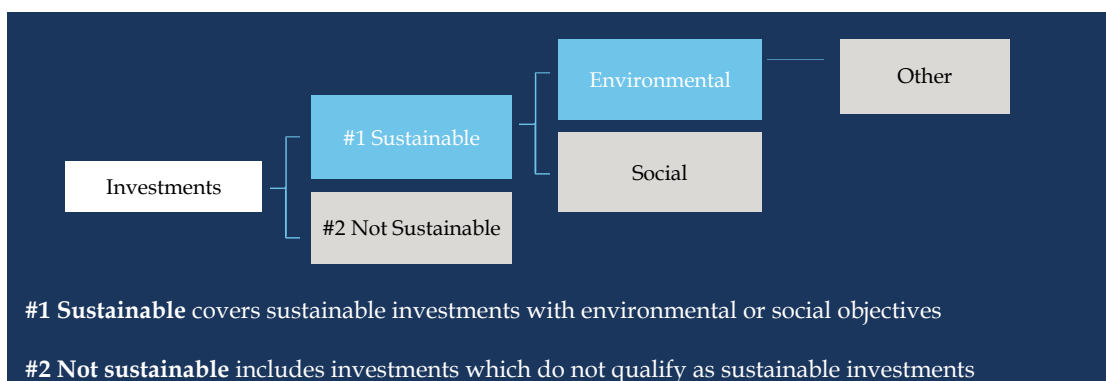 Investments
#1 Sustainable
#2 Not Sustainable
Environmental
Social
Other
#1 Sustainable covers sustainable investments with environmental or social objectives
#2 Not sustainable includes investments which do not qualify as sustainable investments